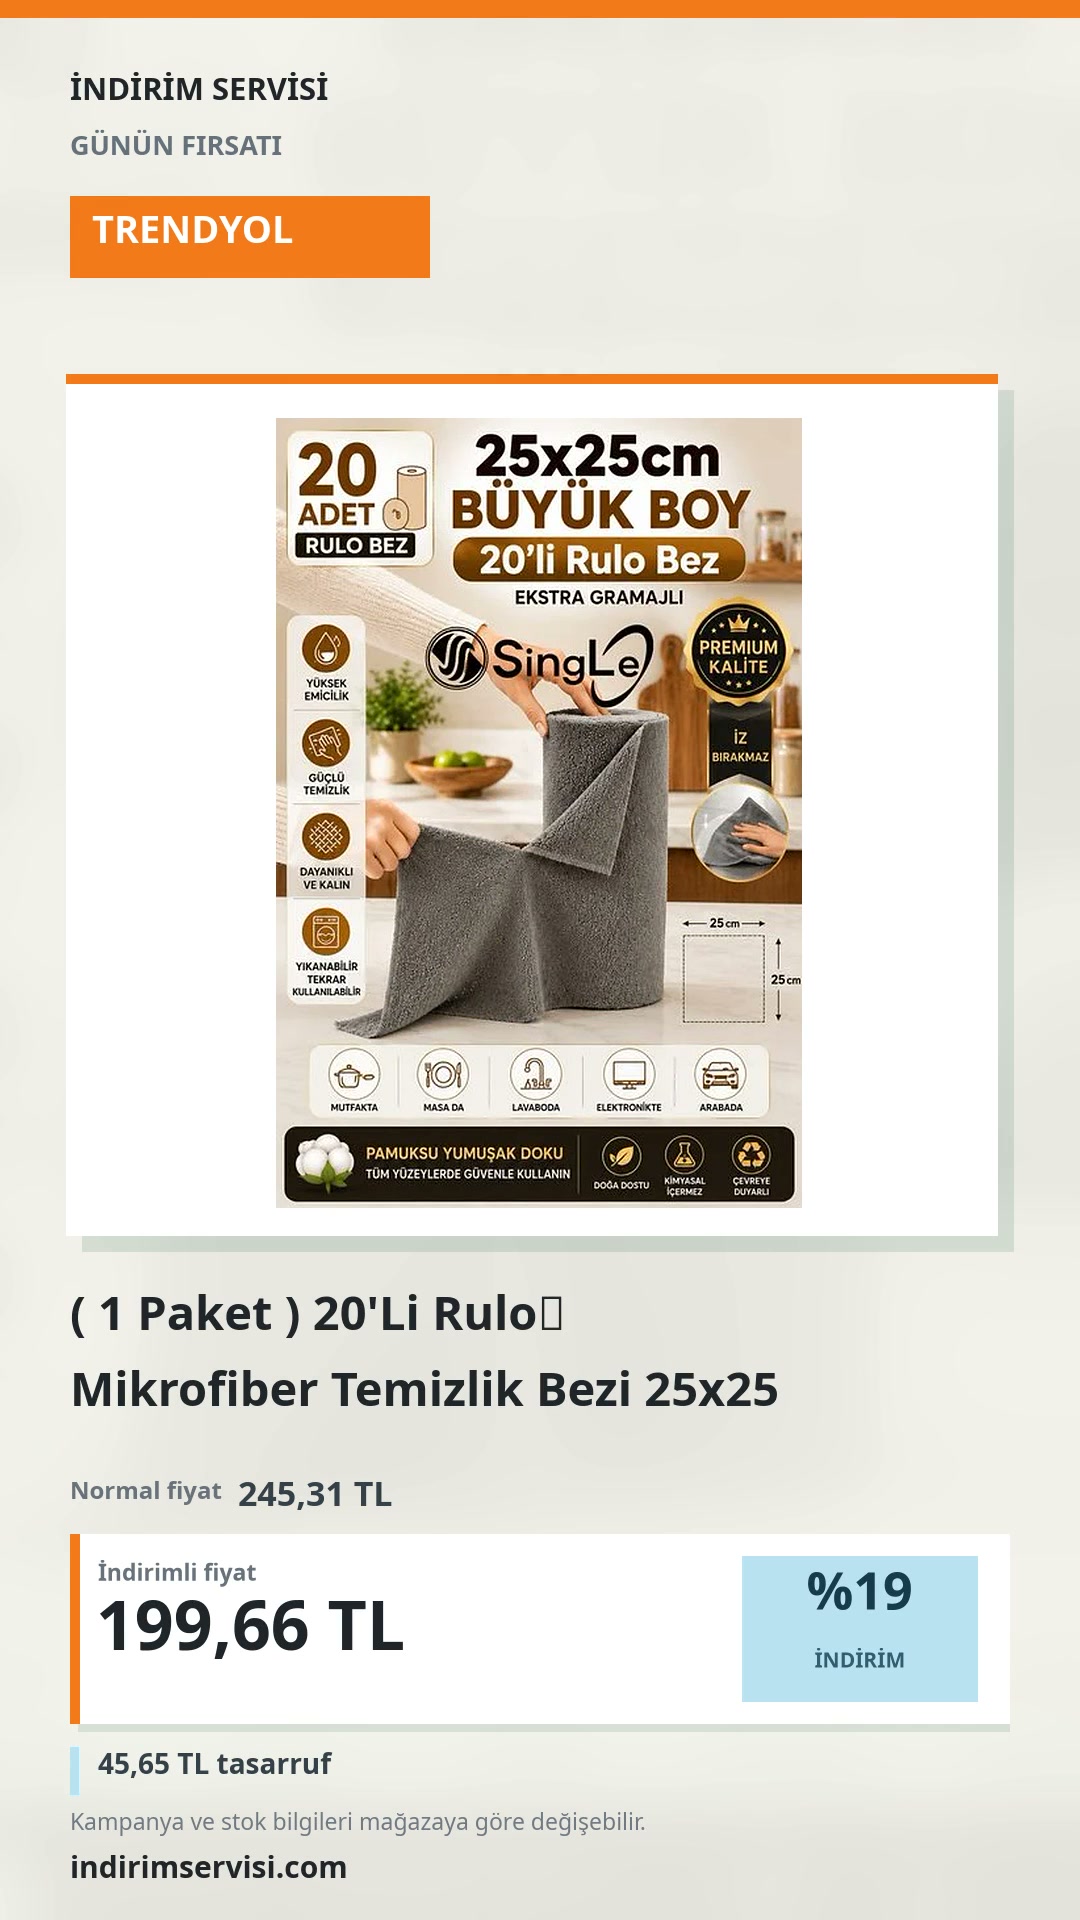 İNDİRİM SERVİSİ
GÜNÜN FIRSATI
TRENDYOL
20
ADET
RULO BEZ
25x25cm
BÜYÜK BOY
20'li Rulo Bez
EKSTRA GRAMAJLI
SingLe
PREMIUM
KALİTE
İZ
BIRAKMAZ
YÜKSEK
EMİCİLİK
GÜÇLÜ
TEMİZLİK
DAYANIKLI
VE KALIN
YIKANABİLİR
TEKRAR
KULLANILABİLİR
25 cm
25 cm
MUTFAKTA
MASA DA
LAVABODA
ELEKTRONİKTE
ARABADA
PAMUKSU YUMUŞAK DOKU
TÜM YÜZEYLERDE GÜVENLE KULLANIN
DOĞA DOSTU
KİMYASAL
İÇERMEZ
ÇEVREYE
DUYARLI
( 1 Paket ) 20'Li Rulo
Mikrofiber Temizlik Bezi 25x25
Normal fiyat 245,31 TL
İndirimli fiyat
199,66 TL
%19
İNDİRİM
45,65 TL tasarruf
Kampanya ve stok bilgileri mağazaya göre değişebilir.
indirimservisi.com